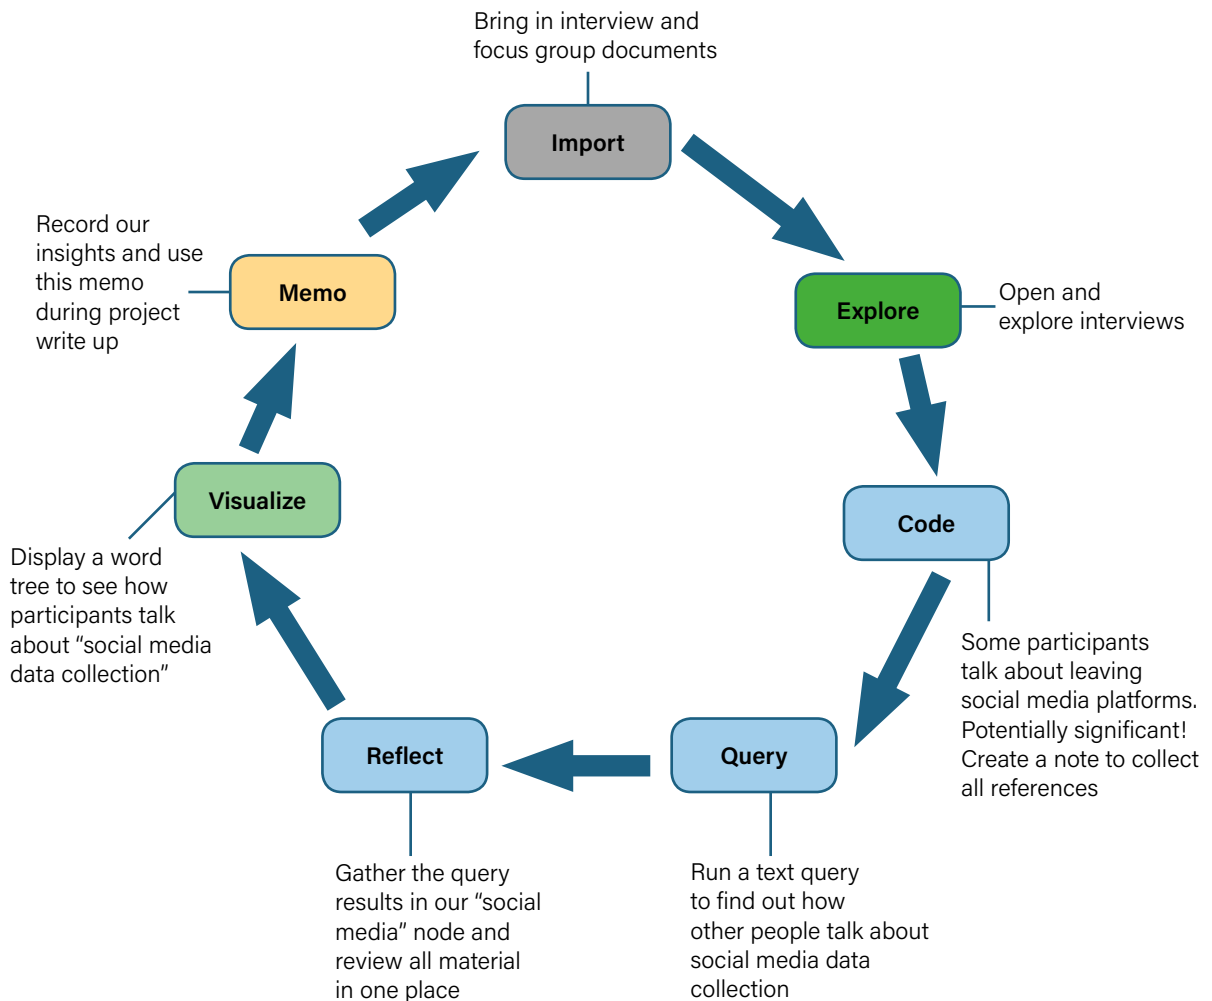 Bring in interview and
focus group documents
Import
Explore
Open and
explore interviews
Code
Some participants
talk about leaving
social media platforms.
Potentially significant!
Create a note to collect
all references
Query
Run a text query
to find out how
other people talk about
social media data
collection
Reflect
Gather the query
results in our “social
media” node and
review all material
in one place
Visualize
Display a word
tree to see how
participants talk
about “social media
data collection”
Memo
Record our
insights and use
this memo
during project
write up